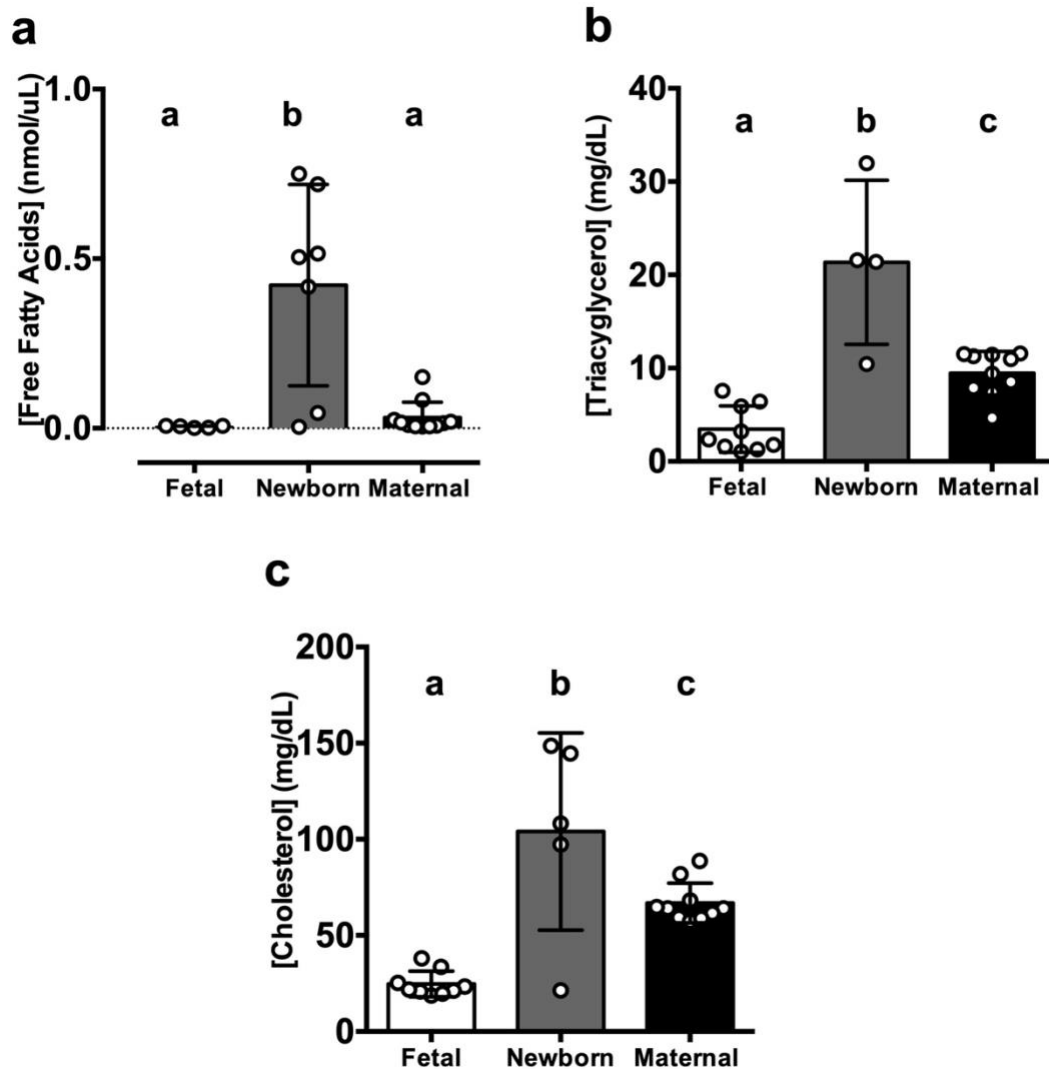 a
[Free Fatty Acids] (nmol/uL)
1.0
0.5
0.0
a b a
Fetal Newborn Maternal
b
[Triacyglycerol] (mg/dL)
40
30
20
10
0
a b c
Fetal Newborn Maternal
c
[Cholesterol] (mg/dL)
200
150
100
50
0
a b c
Fetal Newborn Maternal